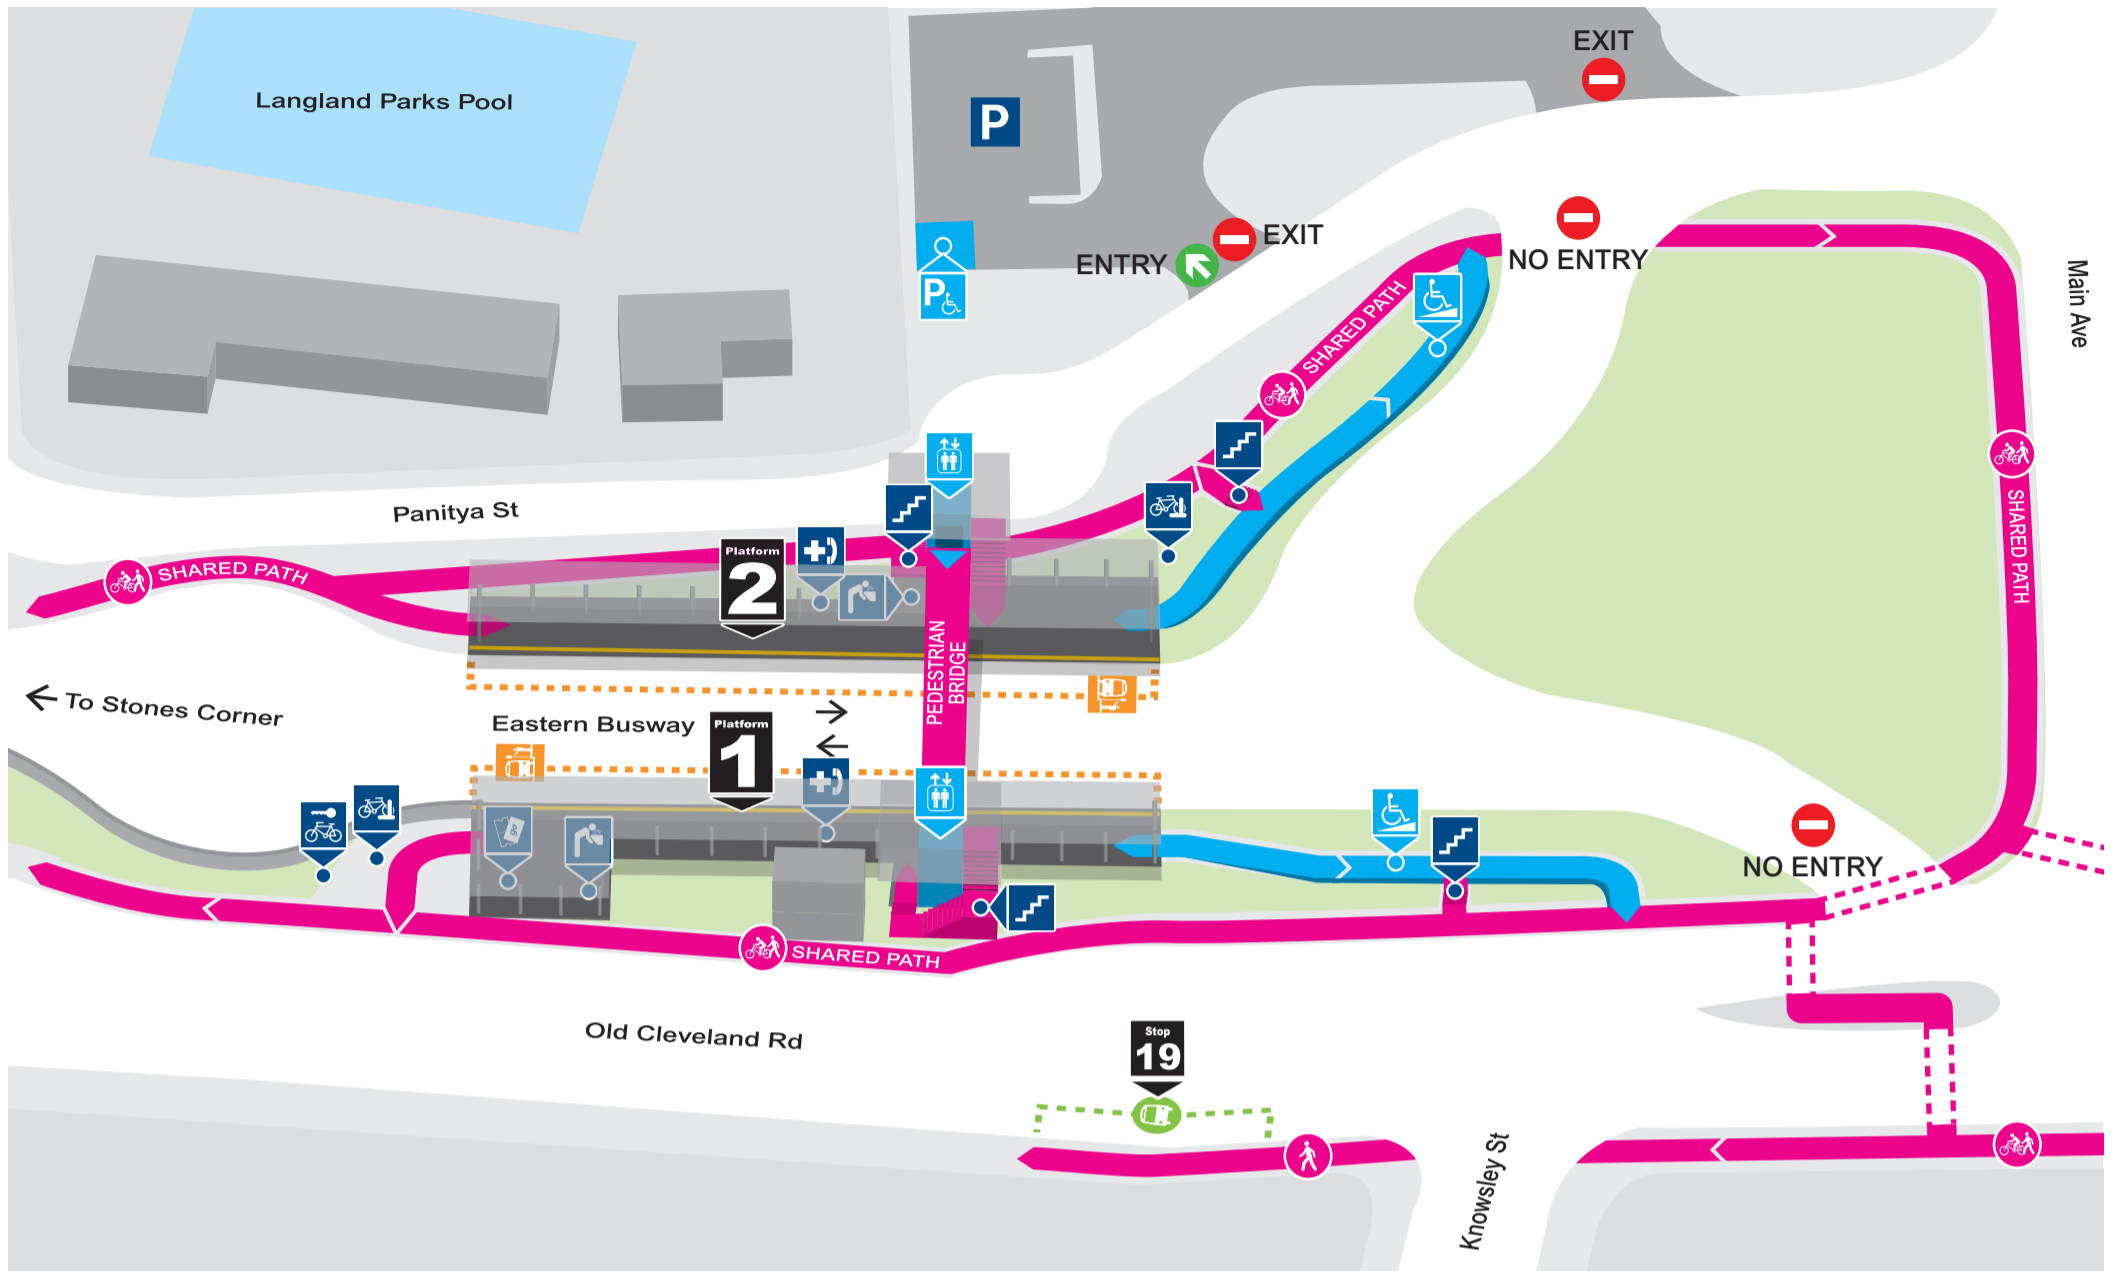 EXIT
Langland Parks Pool
P
EXIT
ENTRY
NO ENTRY
P
Main Ave
SHARED PATH
Panitya St
SHARED PATH
SHARED PATH
Platform
2
PEDESTRIAN
BRIDGE
To Stones Corner
Eastern Busway
Platform
1
go
NO ENTRY
SHARED PATH
Old Cleveland Rd
Stop
19
Knowsley St